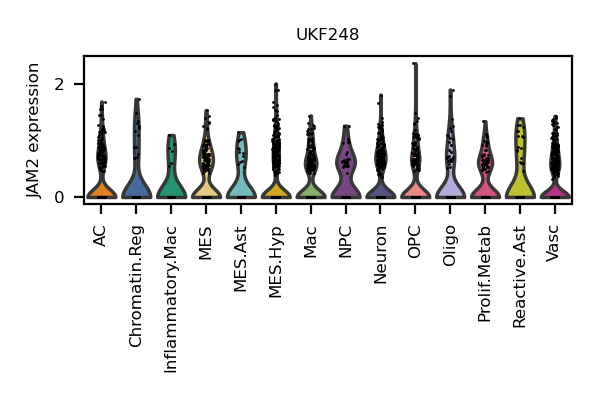 UKF248
JAM2 expression
2
0
AC
Chromatin.Reg
Inflammatory.Mac
MES
MES.Ast
MES.Hyp
Mac
NPC
Neuron
OPC
Oligo
Prolif.Metab
Reactive.Ast
Vasc